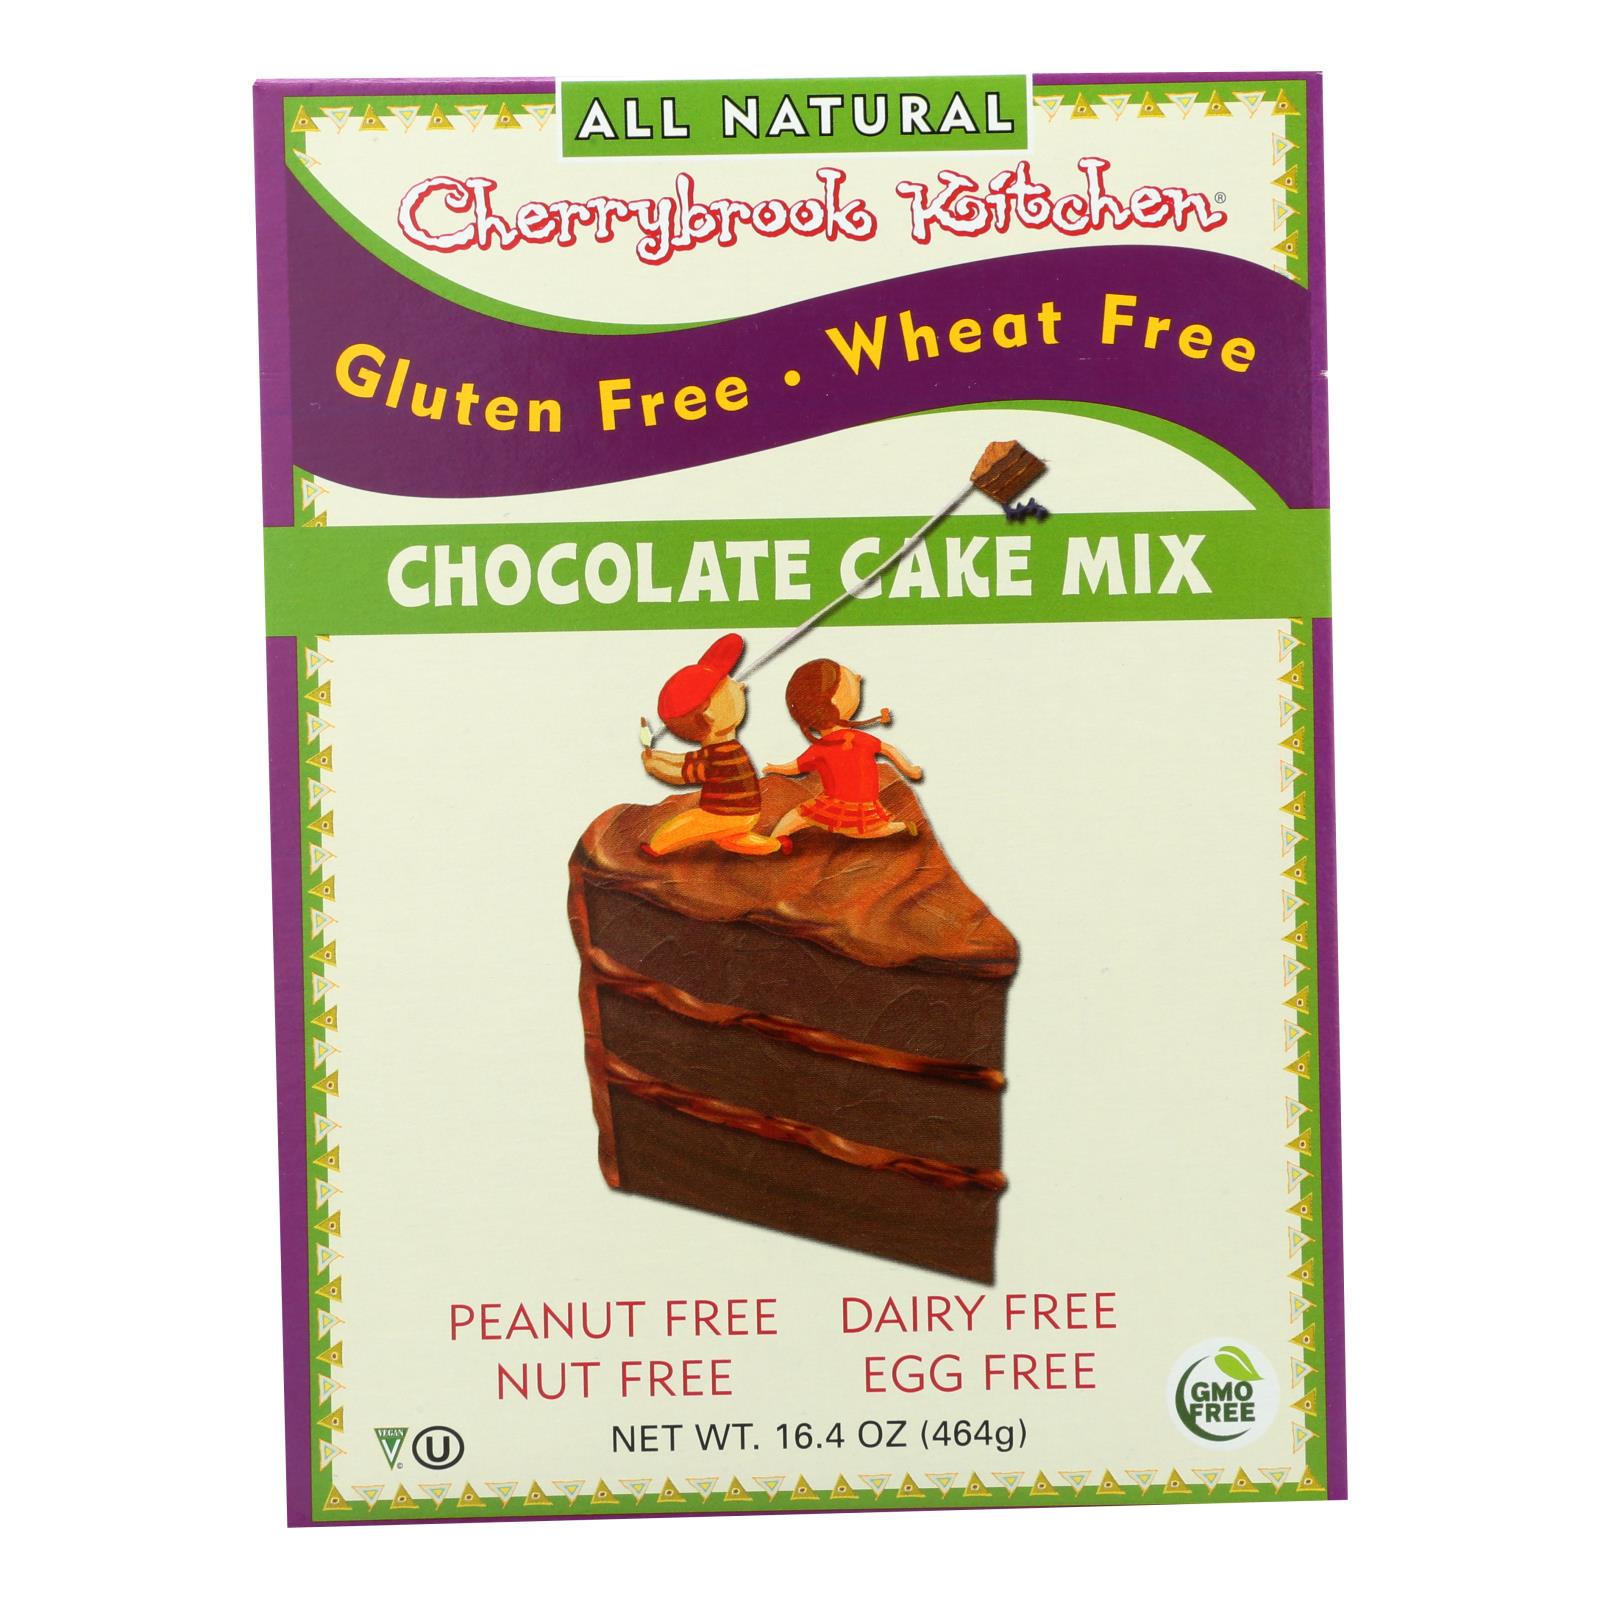 ALL NATURAL
Cherrybrook Kitchen®
Gluten Free • Wheat Free
CHOCOLATE CAKE MIX
PEANUT FREE DAIRY FREE
NUT FREE EGG FREE
GMO
FREE
NET WT. 16.4 OZ (464g)
VEGAN
V
©
U